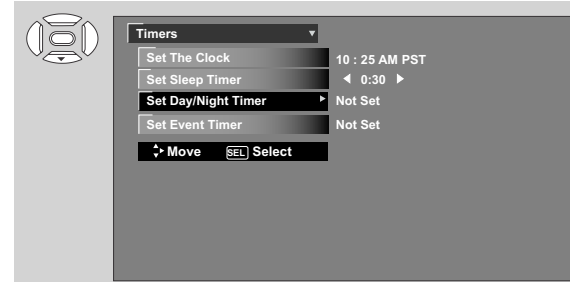 Timers
Set The Clock 10 : 25 AM PST
Set Sleep Timer 0:30
Set Day/Night Timer Not Set
Set Event Timer Not Set
Move SEL Select